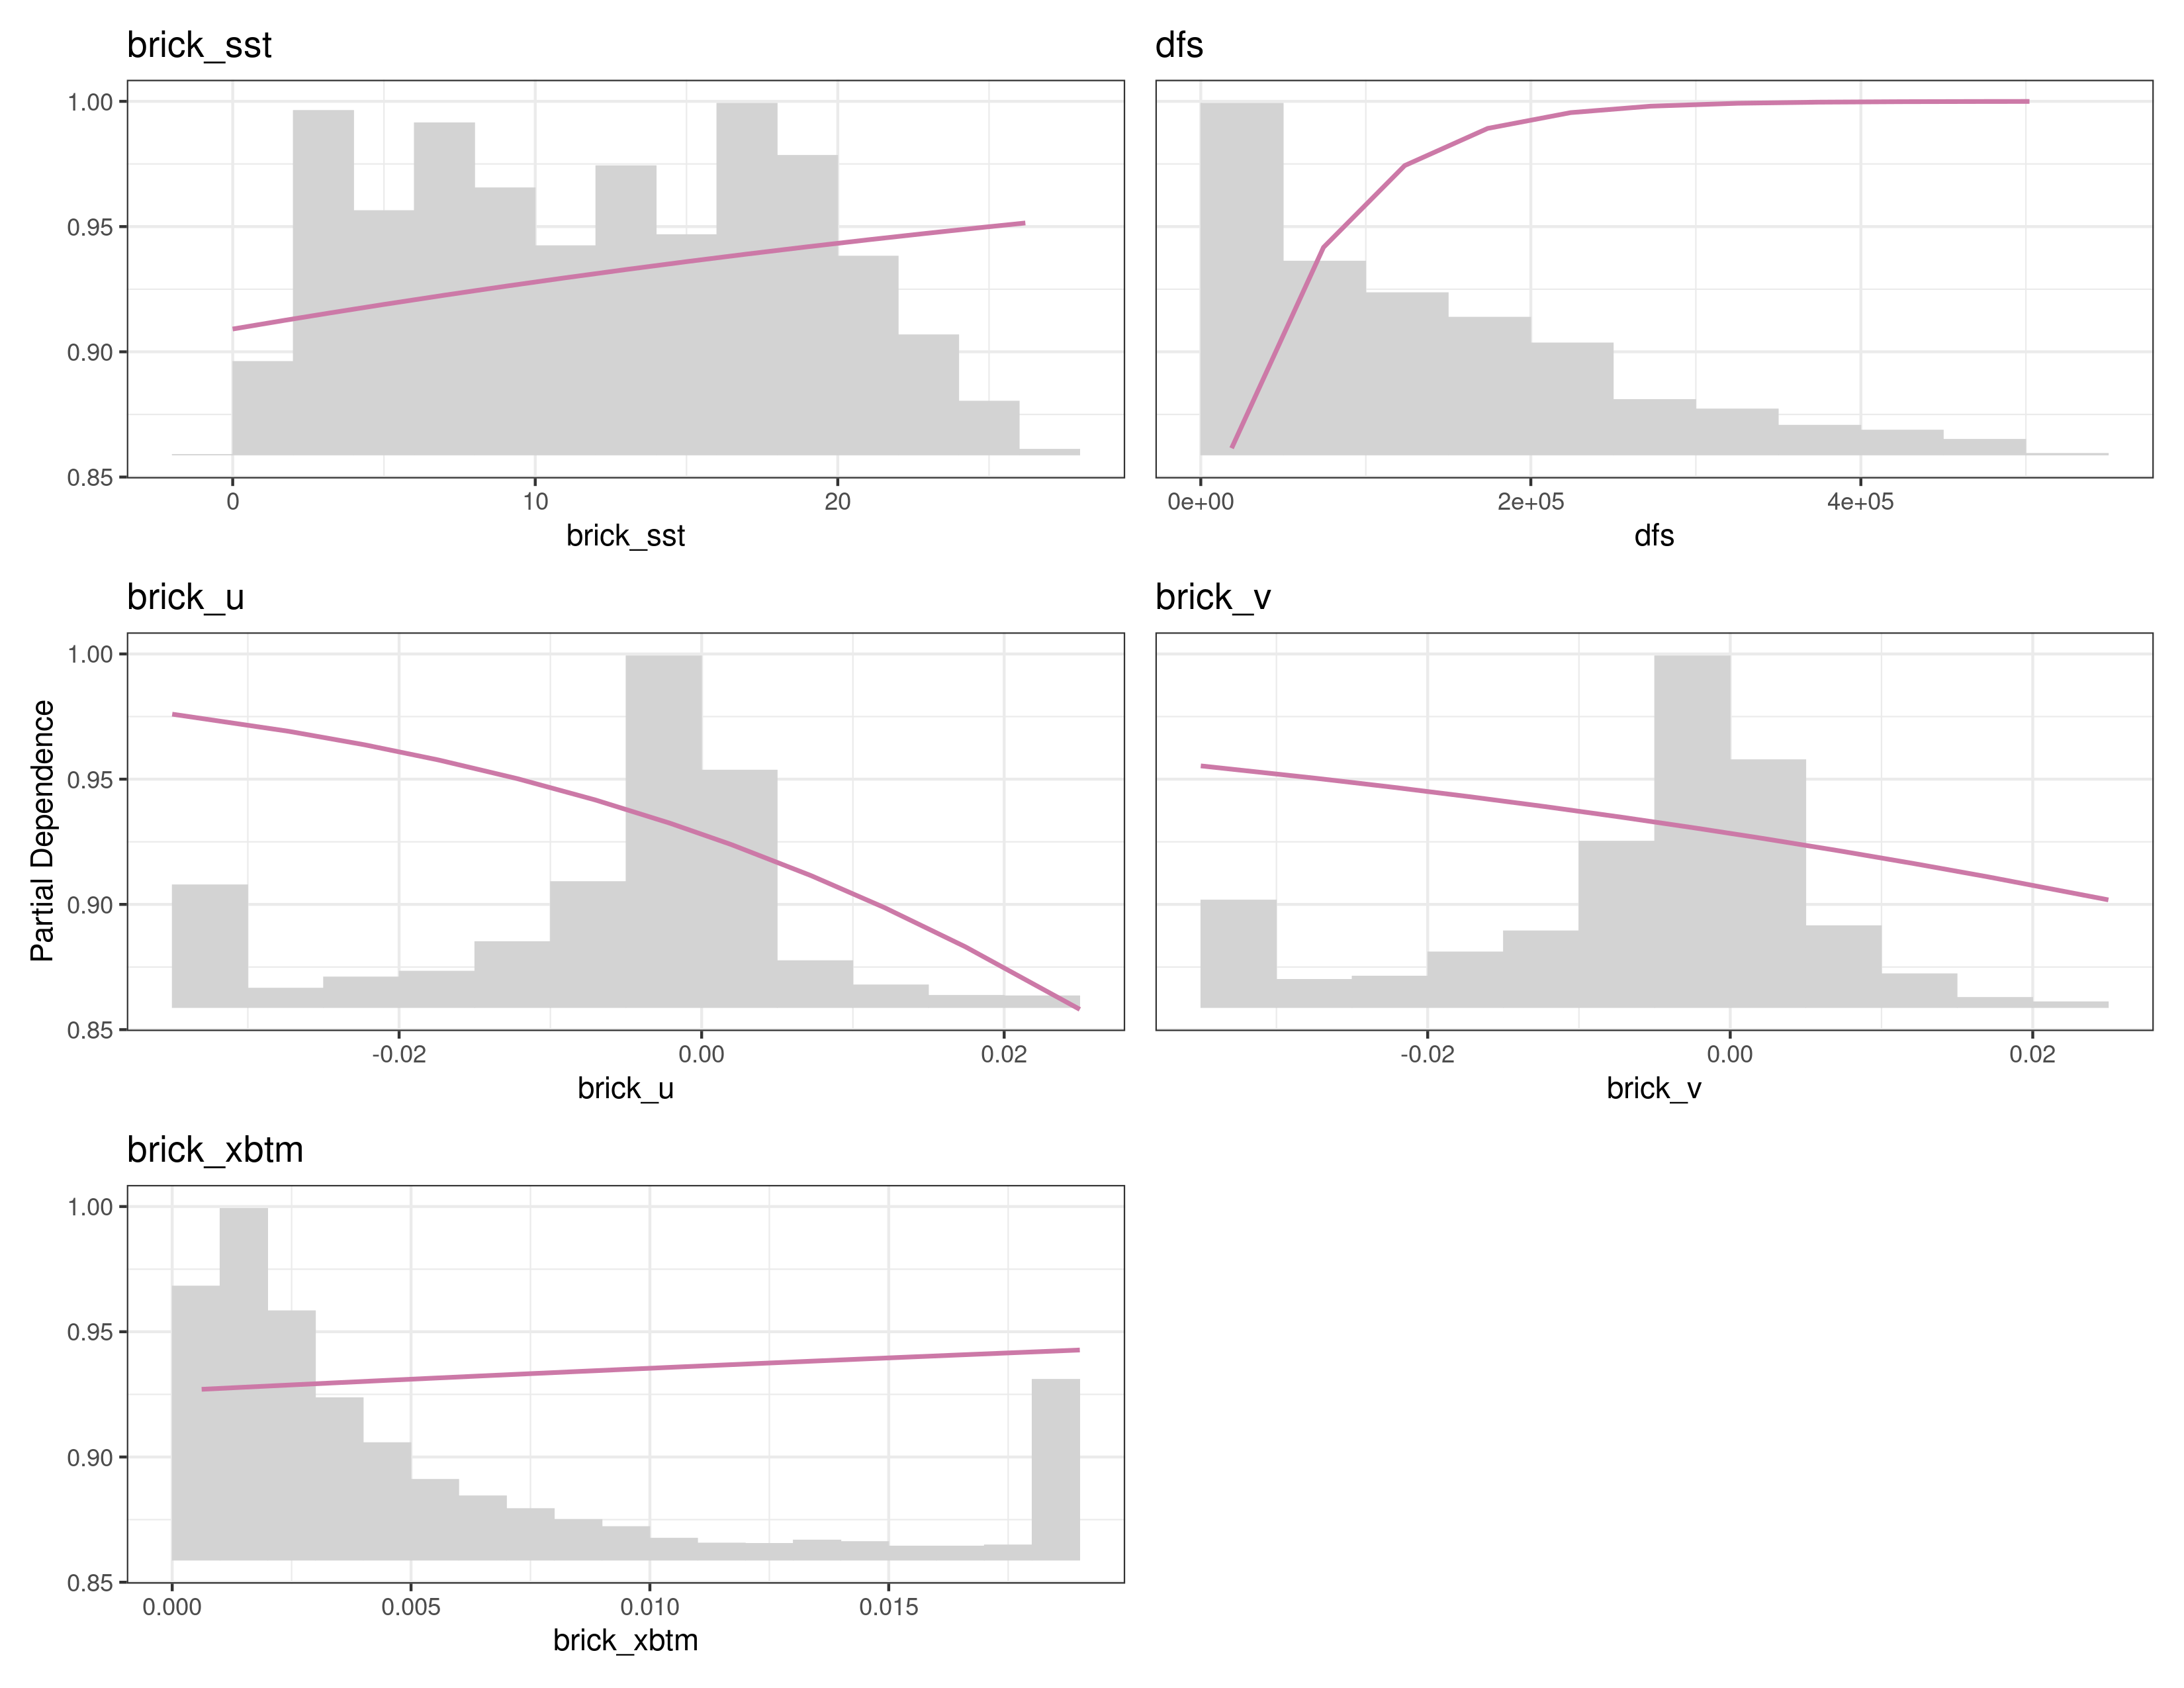 brick_sst
1.00
0.95
0.90
0.85
0 10 20
brick_sst
dfs
0e+00 2e+05 4e+05
dfs
Partial Dependence
brick_u
1.00
0.95
0.90
0.85
-0.02 0.00 0.02
brick_u
brick_v
-0.02 0.00 0.02
brick_v
brick_xbtm
1.00
0.95
0.90
0.85
0.000 0.005 0.010 0.015
brick_xbtm